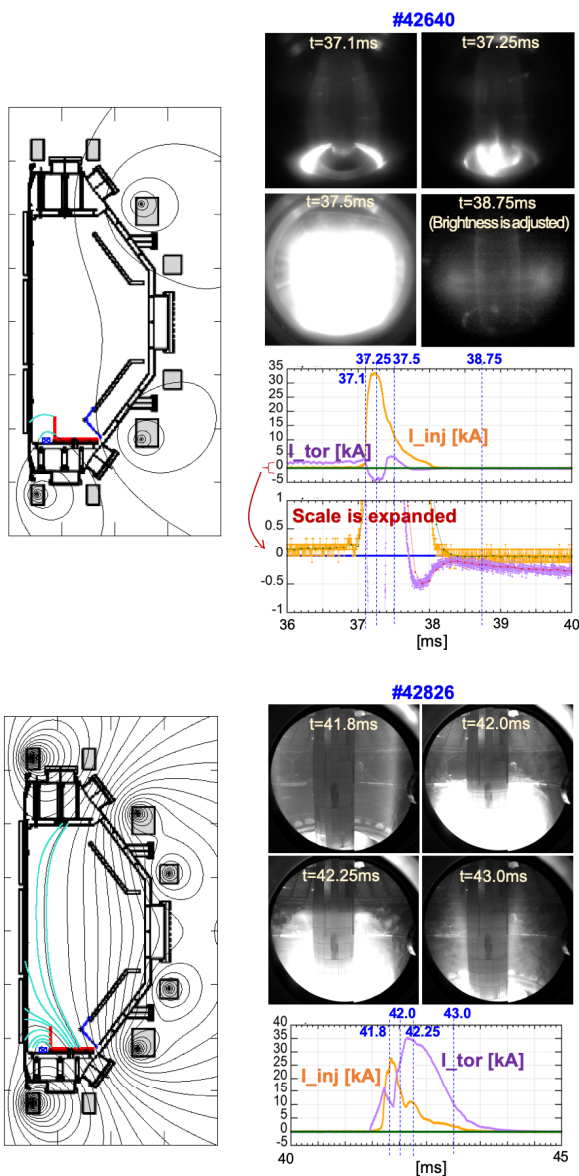 #42640
t=37.1ms
t=37.25ms
t=37.5ms
t=38.75ms
(Brightness is adjusted)
37.25 37.5 38.75
37.1
35
30
25
20
15
10
5
0
-5
I_tor [kA]
I_inj [kA]
1
0.5
0
-0.5
-1
Scale is expanded
36 37 38 39 40
[ms]
#42826
t=41.8ms
t=42.0ms
t=42.25ms
t=43.0ms
42.0 43.0
41.8 42.25
40
35
30
25
20
15
10
5
0
-5
I_inj [kA]
I_tor [kA]
40 45
[ms]